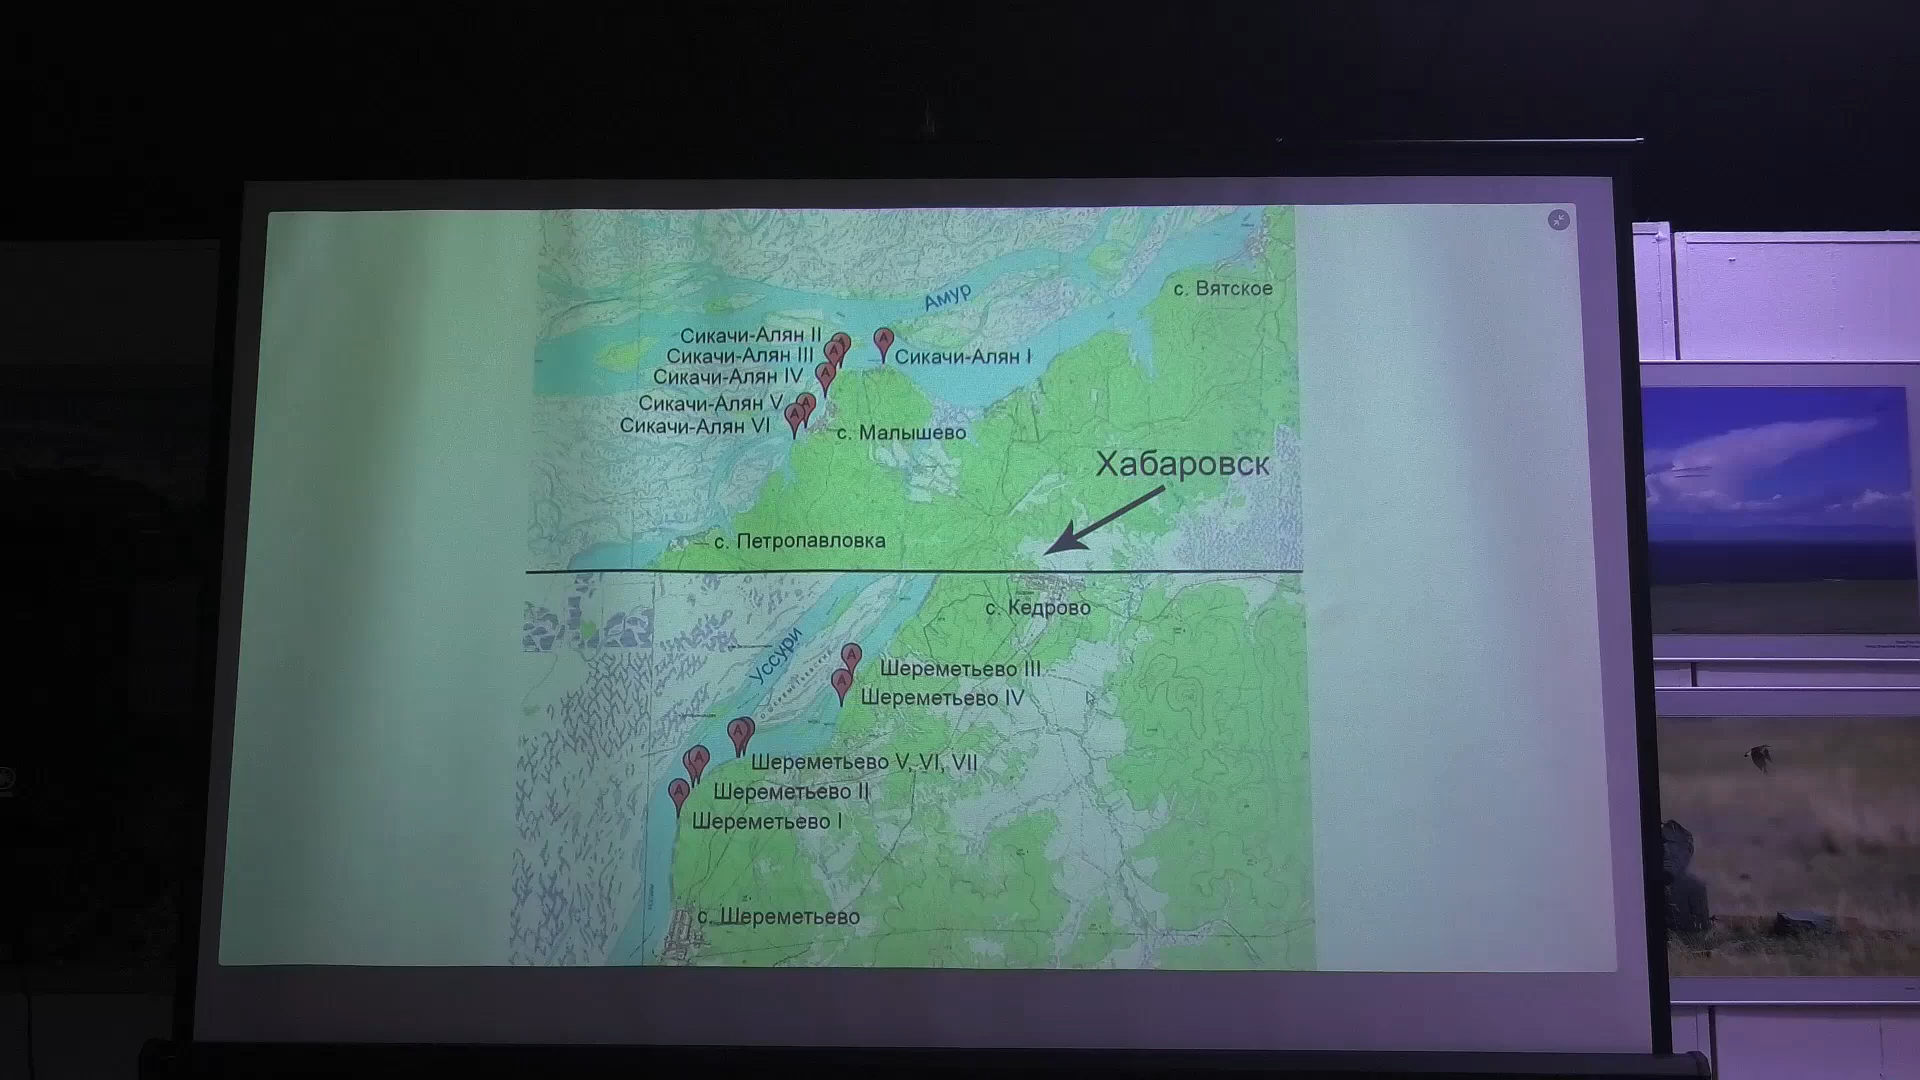 с. Вятское
Амур
Сикачи-Алян II
Сикачи-Алян III
Сикачи-Алян I
Сикачи-Алян IV
Сикачи-Алян V
Сикачи-Алян VI
с. Малышево
Хабаровск
с. Петропавловка
с. Кедрово
Уссури
Шереметьево III
Шереметьево IV
Шереметьево V, VI, VII
Шереметьево II
Шереметьево I
с. Шереметьево